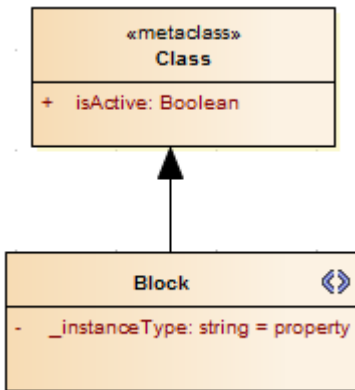 «metaclass»
Class
+ isActive: Boolean
Block
- _instanceType: string = property